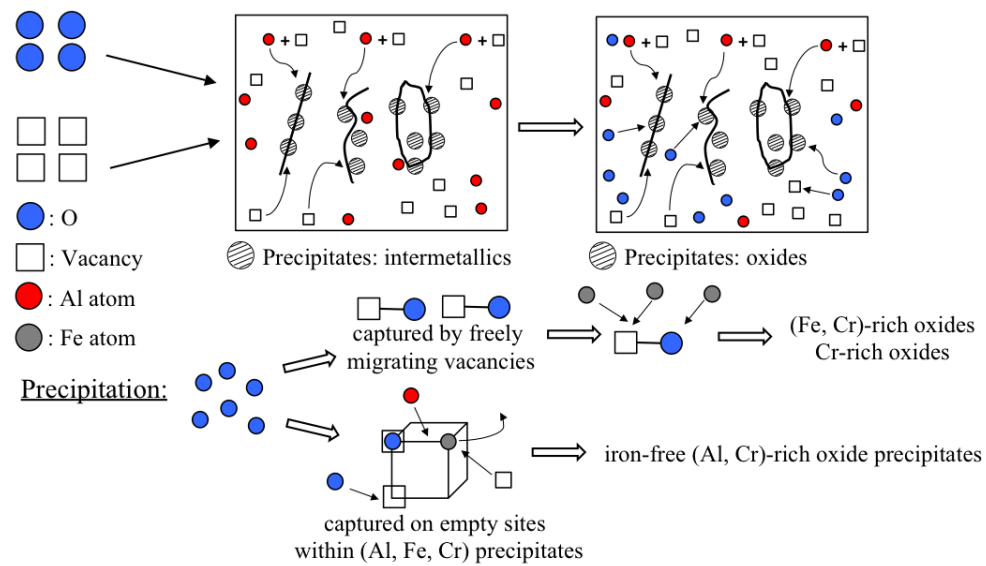 +
+
+
+
+
+
: O
: Vacancy
: Al atom
: Fe atom
Precipitates: intermetallics
Precipitates: oxides
Precipitation:
captured by freely
migrating vacancies
(Fe, Cr)-rich oxides
Cr-rich oxides
iron-free (Al, Cr)-rich oxide precipitates
captured on empty sites
within (Al, Fe, Cr) precipitates